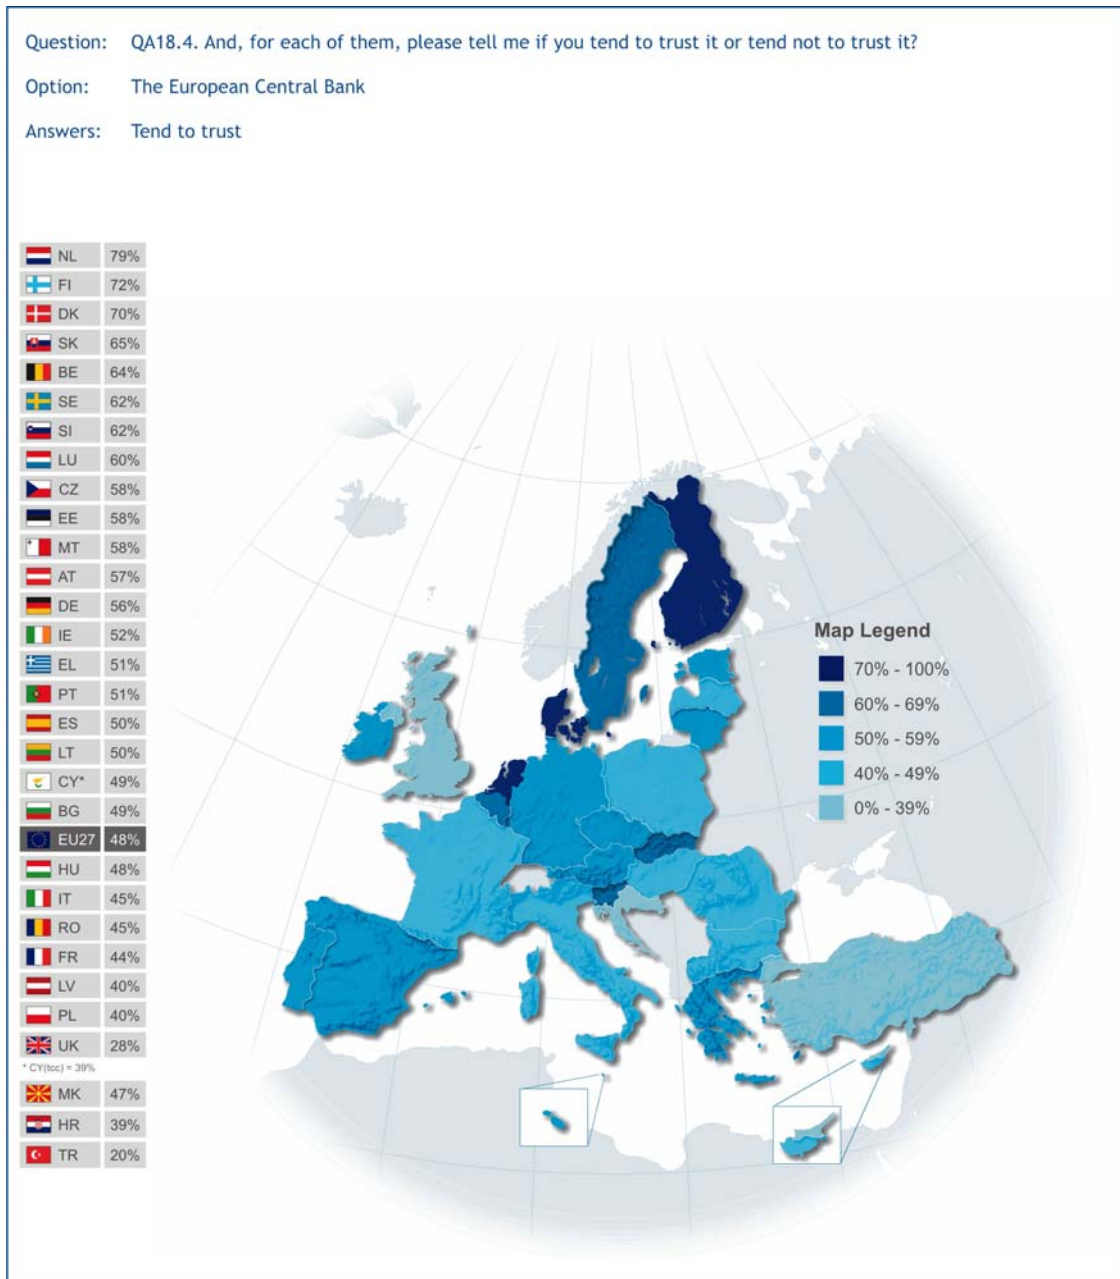 Question: QA18.4. And, for each of them, please tell me if you tend to trust it or tend not to trust it?
Option: The European Central Bank
Answers: Tend to trust
NL 79%
FI 72%
DK 70%
SK 65%
BE 64%
SE 62%
SI 62%
LU 60%
CZ 58%
EE 58%
MT 58%
AT 57%
DE 56%
IE 52%
EL 51%
PT 51%
ES 50%
LT 50%
CY* 49%
BG 49%
EU27 48%
HU 48%
IT 45%
RO 45%
FR 44%
LV 40%
PL 40%
UK 28%
* CY(tcc) = 39%
MK 47%
HR 39%
TR 20%
Map Legend
70% - 100%
60% - 69%
50% - 59%
40% - 49%
0% - 39%